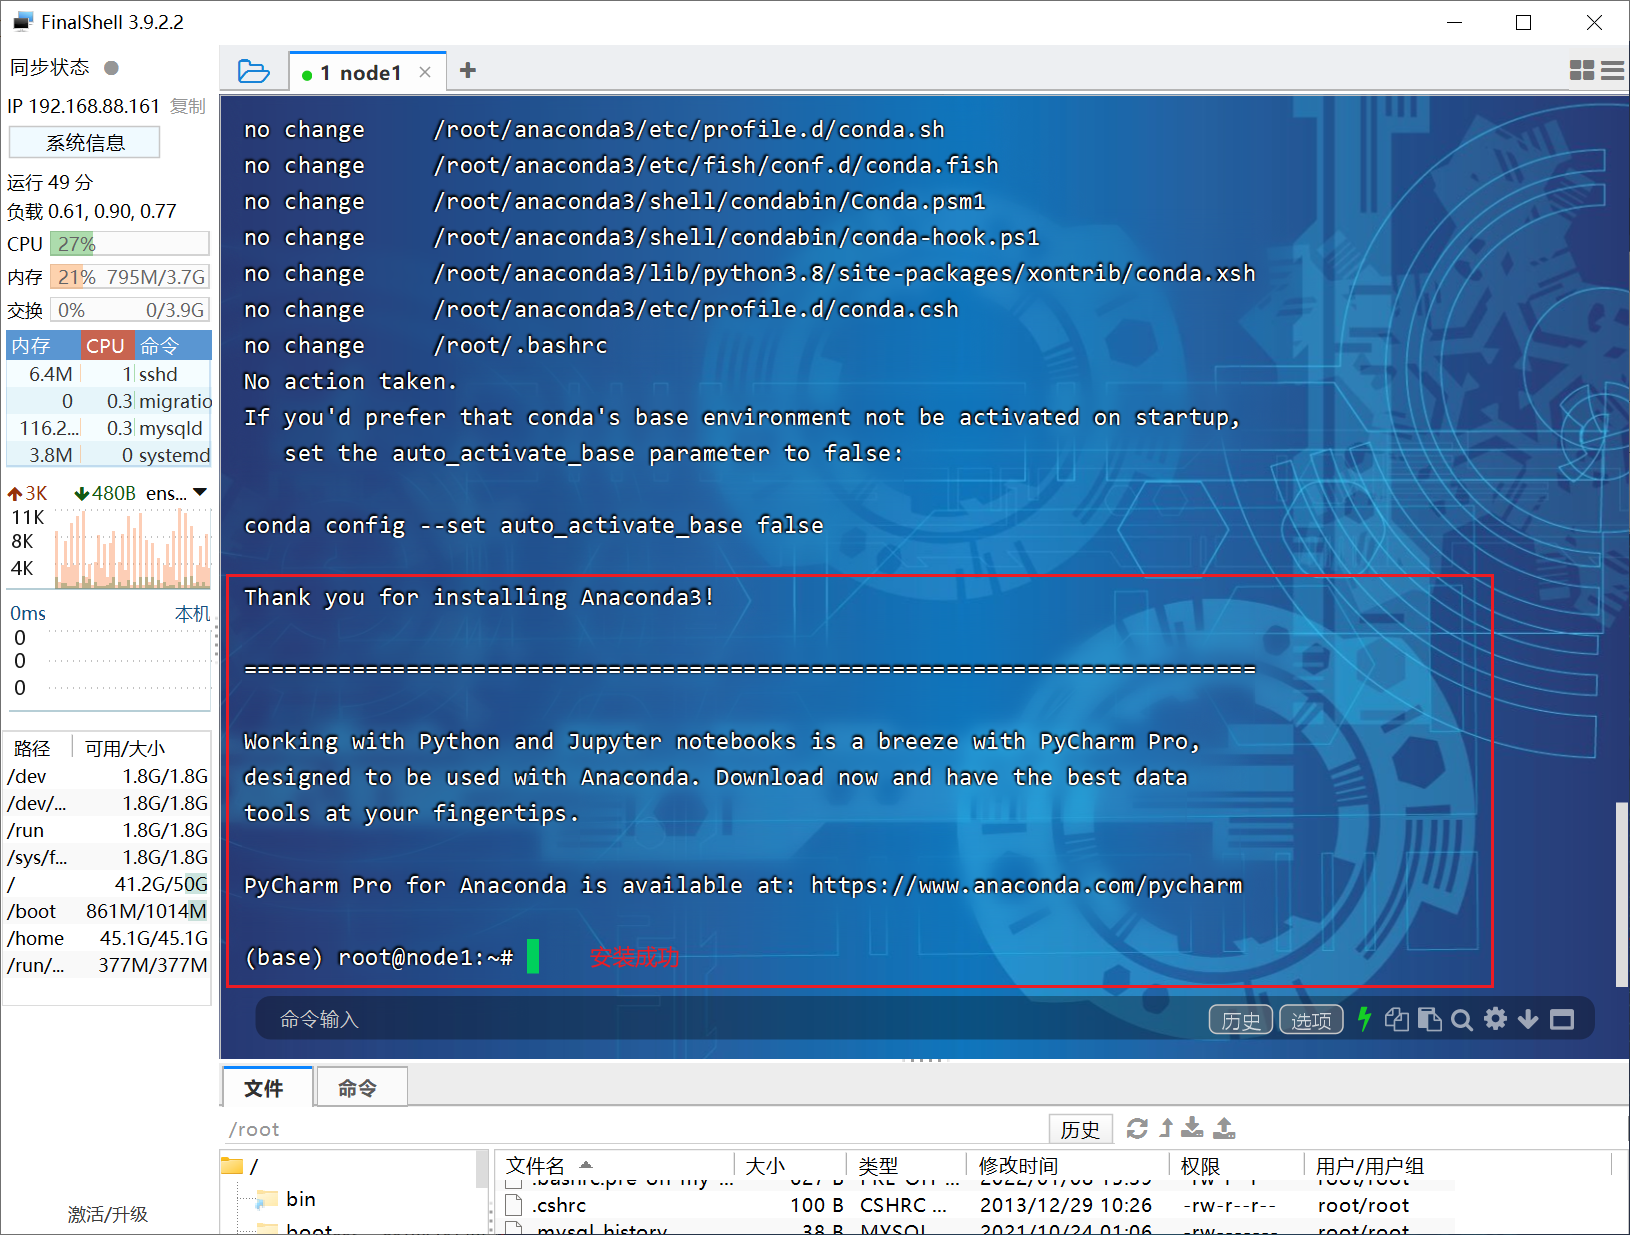 FinalShell 3.9.2.2
同步状态
IP 192.168.88.161 复制
系统信息
运行 49 分
负载 0.61, 0.90, 0.77
CPU 27%
内存 21% 795M/3.7G
交换 0% 0/3.9G
内存 CPU 命令
6.4M 1 sshd
0 0.3 migratio
116.2... 0.3 mysqld
3.8M 0 systemd
3K 480B ens...
11K
8K
4K
0ms 本机
0
0
0
路径 可用/大小
/dev 1.8G/1.8G
/dev/... 1.8G/1.8G
/run 1.8G/1.8G
/sys/f... 1.8G/1.8G
/ 41.2G/50G
/boot 861M/1014M
/home 45.1G/45.1G
/run/... 377M/377M
激活/升级
1 node1
no change /root/anaconda3/etc/profile.d/conda.sh
no change /root/anaconda3/etc/fish/conf.d/conda.fish
no change /root/anaconda3/shell/condabin/Conda.psm1
no change /root/anaconda3/shell/condabin/conda-hook.ps1
no change /root/anaconda3/lib/python3.8/site-packages/xontrib/conda.xsh
no change /root/anaconda3/etc/profile.d/conda.csh
no change /root/.bashrc
No action taken.
If you'd prefer that conda's base environment not be activated on startup,
set the auto_activate_base parameter to false:
conda config --set auto_activate_base false
Thank you for installing Anaconda3!
===========================================================================
Working with Python and Jupyter notebooks is a breeze with PyCharm Pro,
designed to be used with Anaconda. Download now and have the best data
tools at your fingertips.
PyCharm Pro for Anaconda is available at: https://www.anaconda.com/pycharm
(base) root@node1:~# 安装成功
命令输入 历史 选项
文件 命令
/root 历史
/
bin
boot
文件名 大小 类型 修改时间 权限 用户/用户组
.cshrc 100 B CSHRC ... 2013/12/29 10:26 -rw-r--r-- root/root
.mysql_history 38 B MYSQL... 2021/10/24 01:06 -rw------- root/root